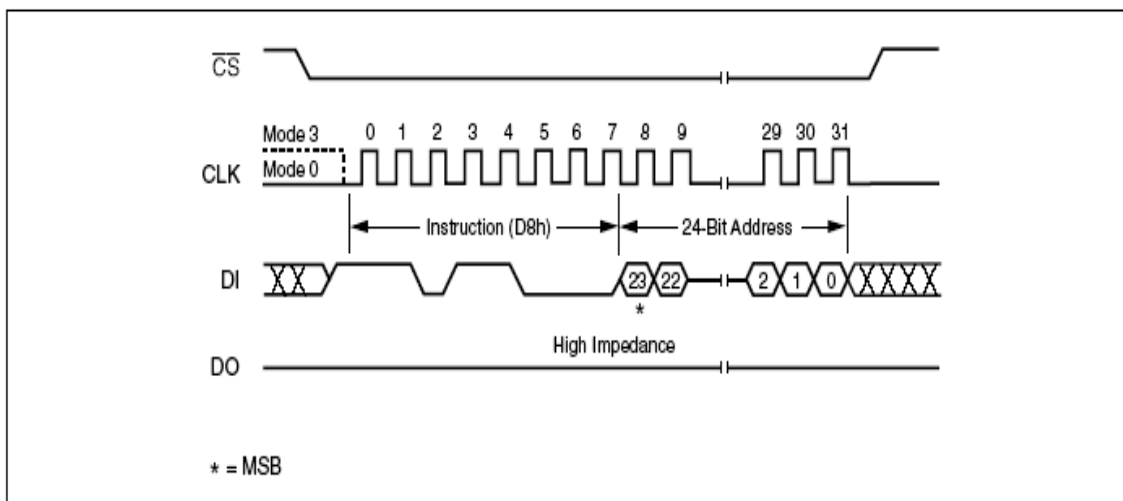 CS
Mode 3 0 1 2 3 4 5 6 7 8 9 29 30 31
CLK Mode 0
Instruction (D8h) 24-Bit Address
DI 23 22 2 1 0
*
High Impedance
DO
* = MSB